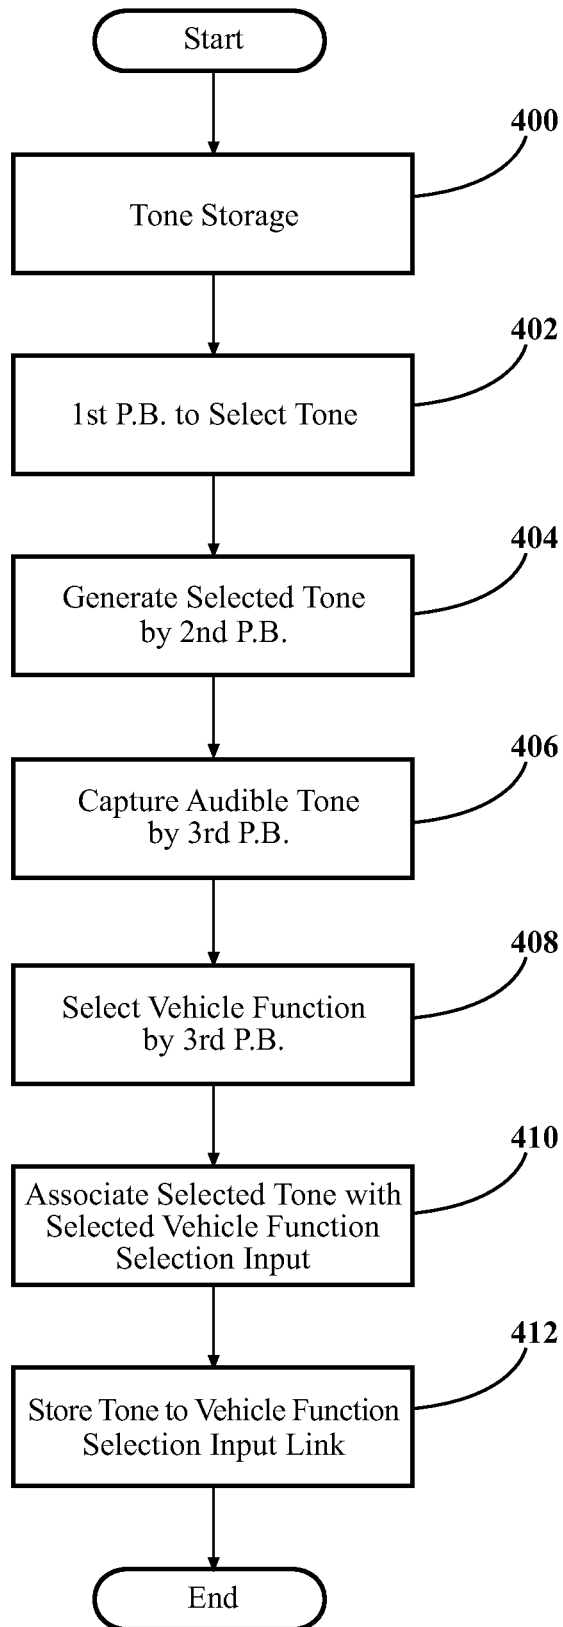 Start
400
Tone Storage
402
1st P.B. to Select Tone
404
Generate Selected Tone
by 2nd P.B.
406
Capture Audible Tone
by 3rd P.B.
408
Select Vehicle Function
by 3rd P.B.
410
Associate Selected Tone with
Selected Vehicle Function
Selection Input
412
Store Tone to Vehicle Function
Selection Input Link
End